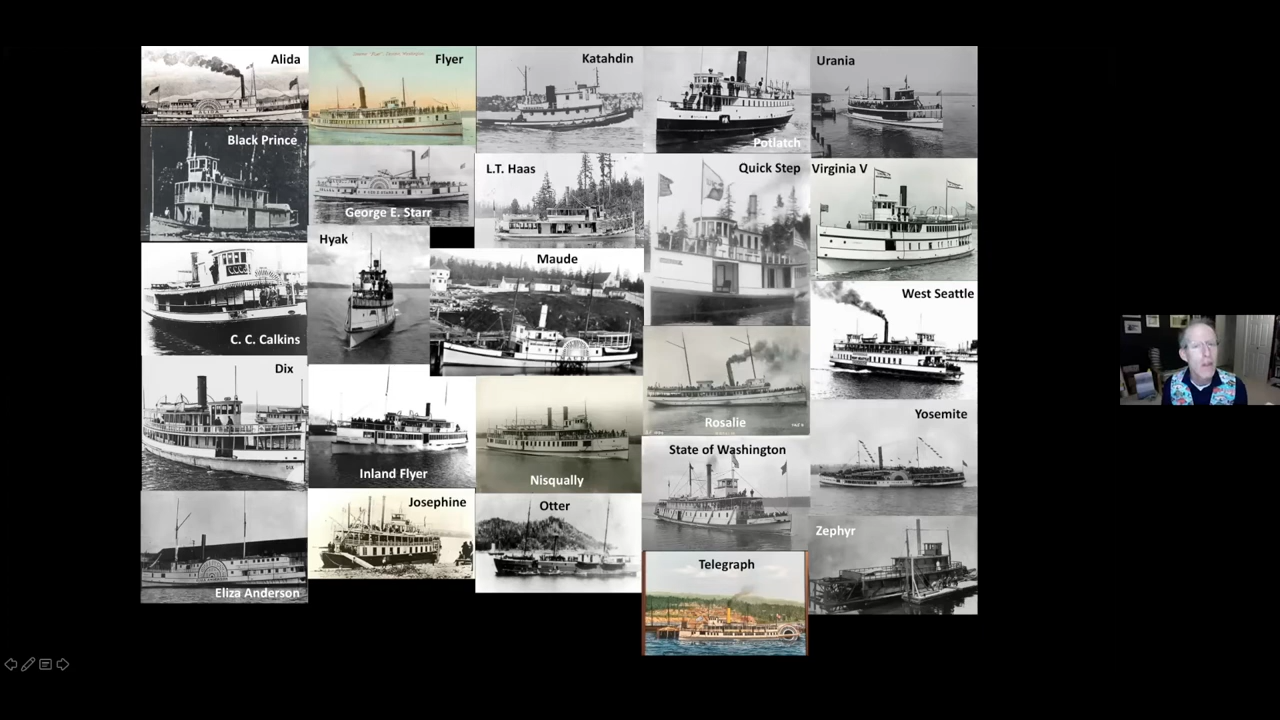 Alida
Black Prince
C. C. Calkins
Dix
Eliza Anderson
Flyer
George E. Starr
Hyak
Inland Flyer
Josephine
Katahdin
L.T. Haas
Maude
Nisqually
Otter
Potlatch
Quick Step
Rosalie
State of Washington
Telegraph
Urania
Virginia V
West Seattle
Yosemite
Zephyr